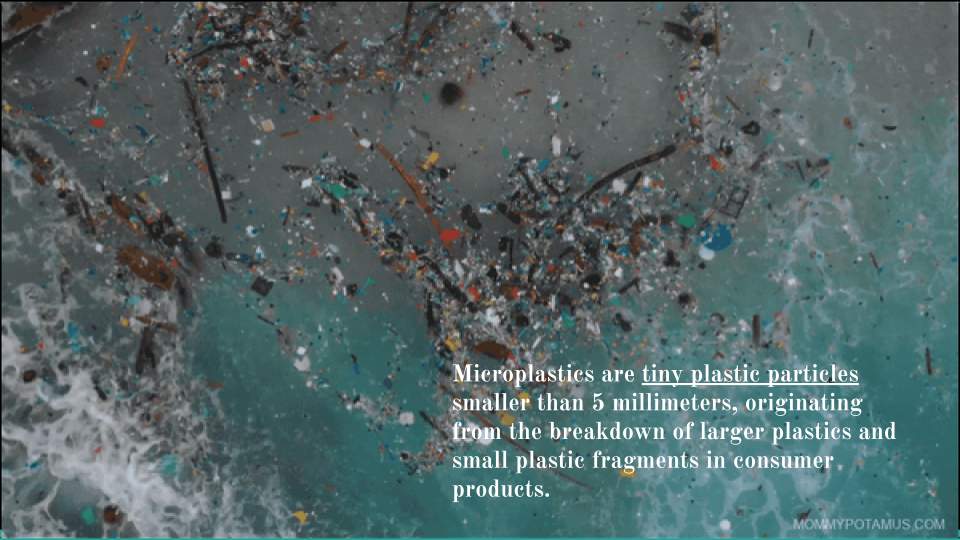 Microplastics are tiny plastic particles
smaller than 5 millimeters, originating
from the breakdown of larger plastics and
small plastic fragments in consumer
products.
MOMMYPOTAMUS.COM